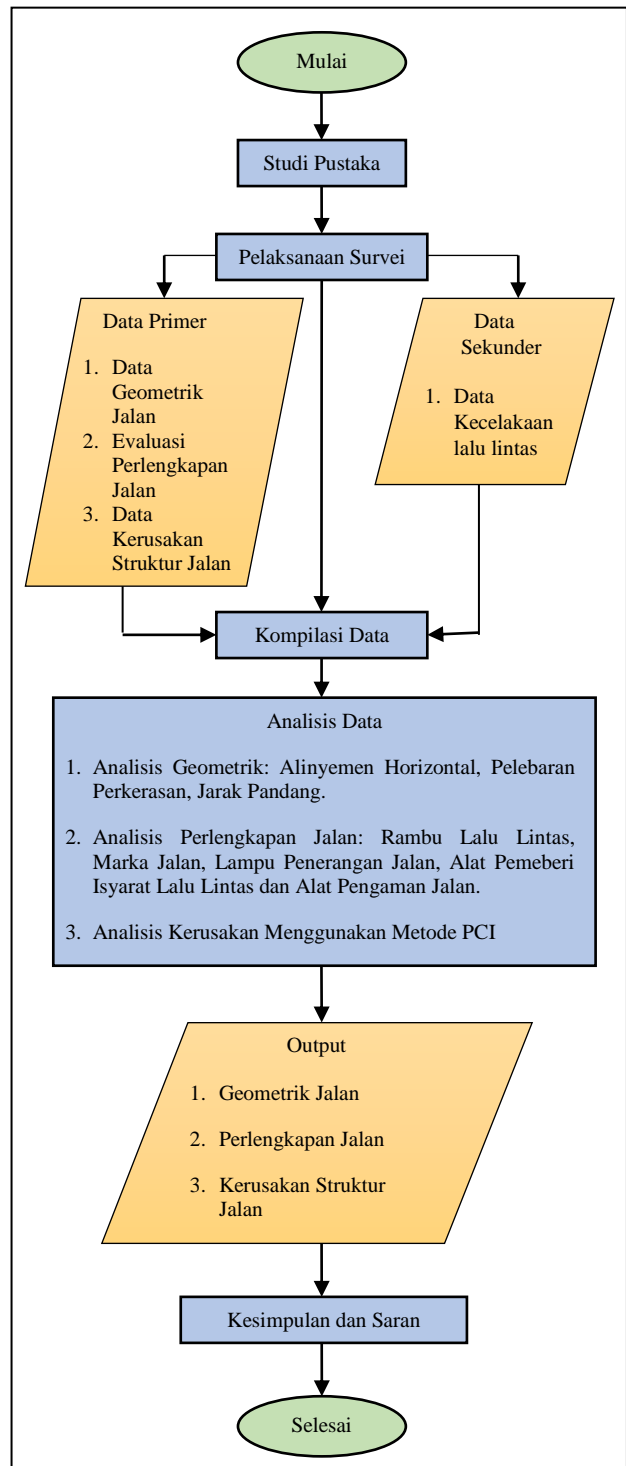 Mulai
Studi Pustaka
Pelaksanaan Survei
Data Primer
1. Data
Geometrik
Jalan
2. Evaluasi
Perlengkapan
Jalan
3. Data
Kerusakan
Struktur Jalan
Data
Sekunder
1. Data
Kecelakaan
lalu lintas
Kompilasi Data
Analisis Data
1. Analisis Geometrik: Alinyemen Horizontal, Pelebaran
Perkerasan, Jarak Pandang.
2. Analisis Perlengkapan Jalan: Rambu Lalu Lintas,
Marka Jalan, Lampu Penerangan Jalan, Alat Pemeberi
Isyarat Lalu Lintas dan Alat Pengaman Jalan.
3. Analisis Kerusakan Menggunakan Metode PCI
Output
1. Geometrik Jalan
2. Perlengkapan Jalan
3. Kerusakan Struktur
Jalan
Kesimpulan dan Saran
Selesai